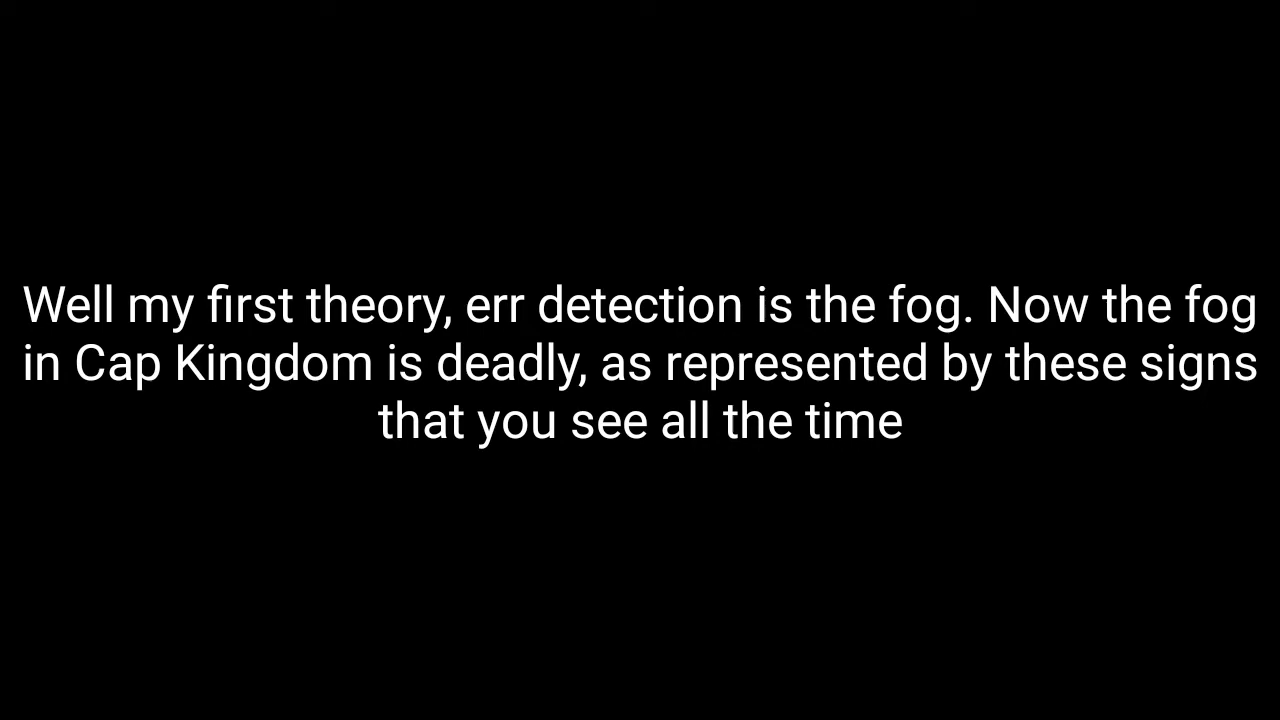 Well my first theory, err detection is the fog. Now the fog
in Cap Kingdom is deadly, as represented by these signs
that you see all the time